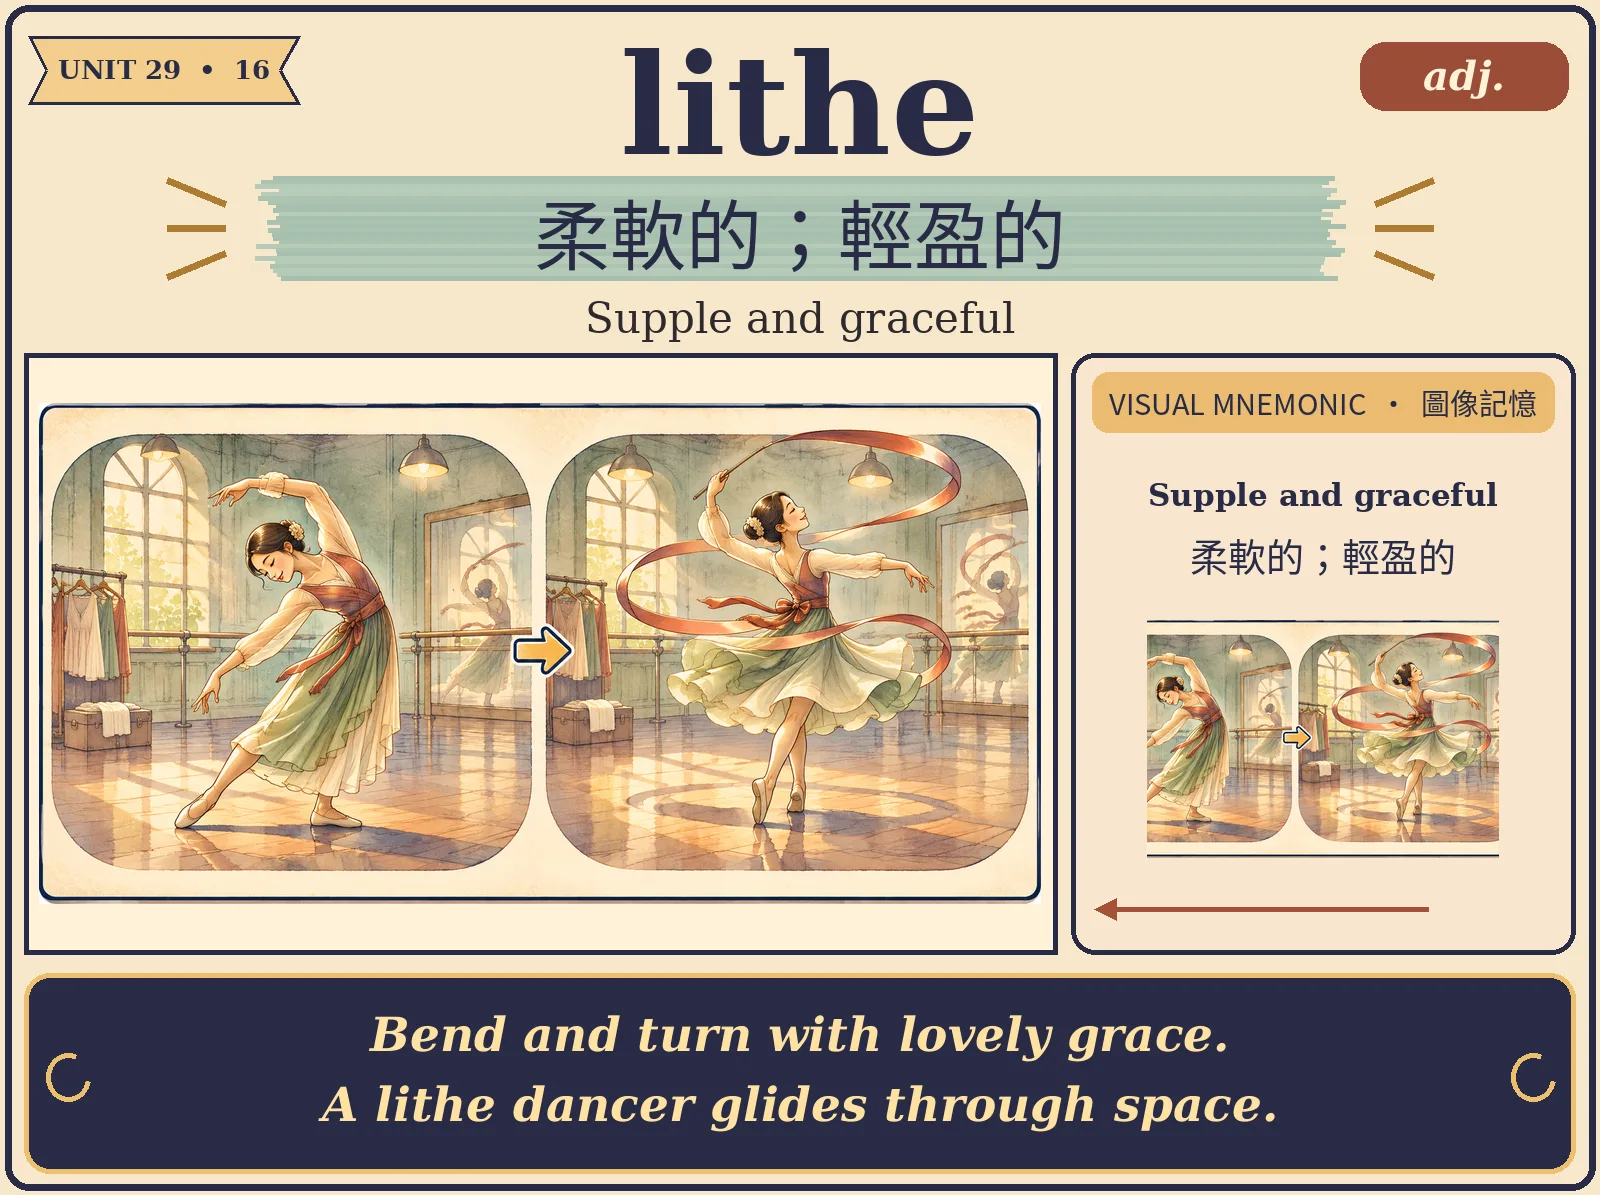 UNIT 29 • 16
lithe
adj.
柔軟的；輕盈的
Supple and graceful
VISUAL MNEMONIC • 圖像記憶
Supple and graceful
柔軟的；輕盈的
Bend and turn with lovely grace.
A lithe dancer glides through space.